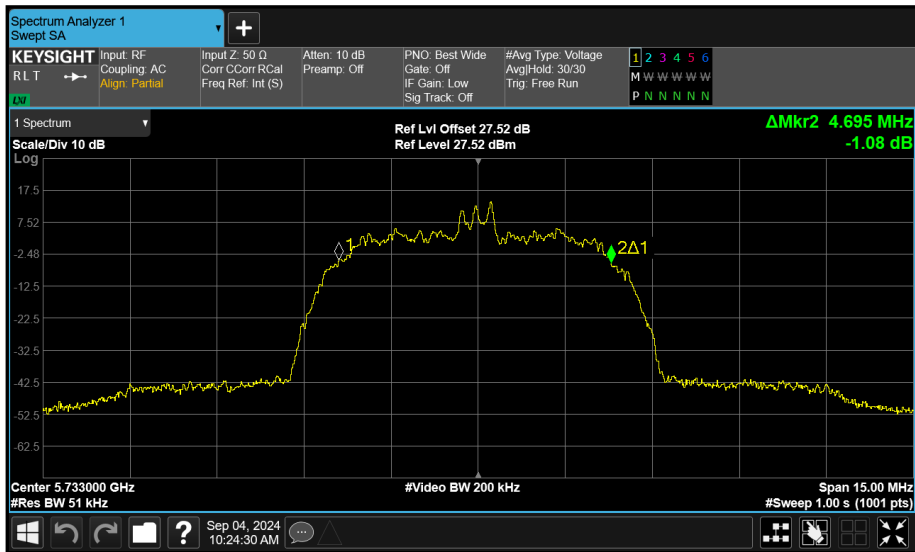 Spectrum Analyzer 1
Swept SA
KEYSIGHT
R L T
LXI
Input: RF
Coupling: AC
Align: Partial
Input Z: 50 Ω
Corr CCorr RCal
Freq Ref: Int (S)
Atten: 10 dB
Preamp: Off
PNO: Best Wide
Gate: Off
IF Gain: Low
Sig Track: Off
#Avg Type: Voltage
Avg|Hold: 30/30
Trig: Free Run
1 2 3 4 5 6
M W W W W W
P N N N N N
1 Spectrum
Scale/Div 10 dB
Log
Ref Lvl Offset 27.52 dB
Ref Level 27.52 dBm
ΔMkr2 4.695 MHz
-1.08 dB
17.5
7.52
-2.48
-12.5
-22.5
-32.5
-42.5
-52.5
-62.5
1
2Δ1
Center 5.733000 GHz
#Res BW 51 kHz
#Video BW 200 kHz
Span 15.00 MHz
#Sweep 1.00 s (1001 pts)
?
Sep 04, 2024
10:24:30 AM